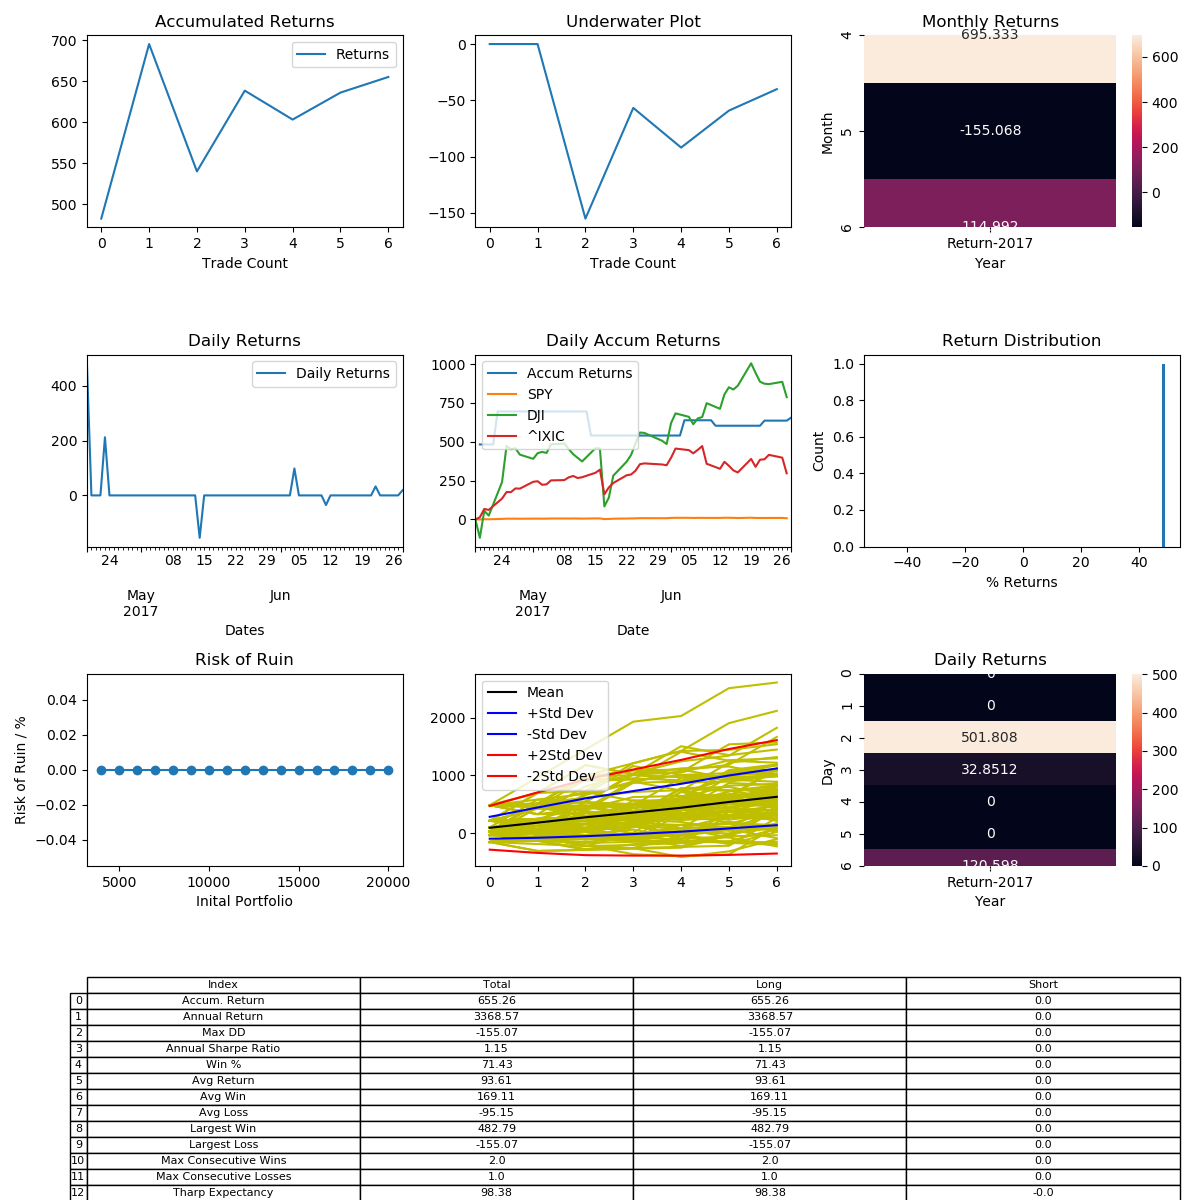 Accumulated Returns
700
650
600
550
500
Returns
0 1 2 3 4 5 6
Trade Count
Underwater Plot
0
−50
−100
−150
0 1 2 3 4 5 6
Trade Count
Monthly Returns
Month
4
5
6
695.333
-155.068
114.992
Return-2017
Year
600
400
200
0
Daily Returns
400
200
0
Daily Returns
24 08 15 22 29 05 12 19 26
May Jun
2017
Dates
Daily Accum Returns
1000
750
500
250
0
Accum Returns
SPY
DJI
^IXIC
24 08 15 22 29 05 12 19 26
May Jun
2017
Date
Return Distribution
Count
1.0
0.8
0.6
0.4
0.2
0.0
−40 −20 0 20 40
% Returns
Risk of Ruin
Risk of Ruin / %
0.04
0.02
0.00
−0.02
−0.04
5000 10000 15000 20000
Inital Portfolio
2000
1000
0
Mean
+Std Dev
-Std Dev
+2Std Dev
-2Std Dev
0 1 2 3 4 5 6
Daily Returns
Day
0
1
2
3
4
5
6
0
0
501.808
32.8512
0
0
120.598
Return-2017
Year
500
400
300
200
100
0
Index Total Long Short
0 Accum. Return 655.26 655.26 0.0
1 Annual Return 3368.57 3368.57 0.0
2 Max DD -155.07 -155.07 0.0
3 Annual Sharpe Ratio 1.15 1.15 0.0
4 Win % 71.43 71.43 0.0
5 Avg Return 93.61 93.61 0.0
6 Avg Win 169.11 169.11 0.0
7 Avg Loss -95.15 -95.15 0.0
8 Largest Win 482.79 482.79 0.0
9 Largest Loss -155.07 -155.07 0.0
10 Max Consecutive Wins 2.0 2.0 0.0
11 Max Consecutive Losses 1.0 1.0 0.0
12 Tharp Expectancy 98.38 98.38 -0.0